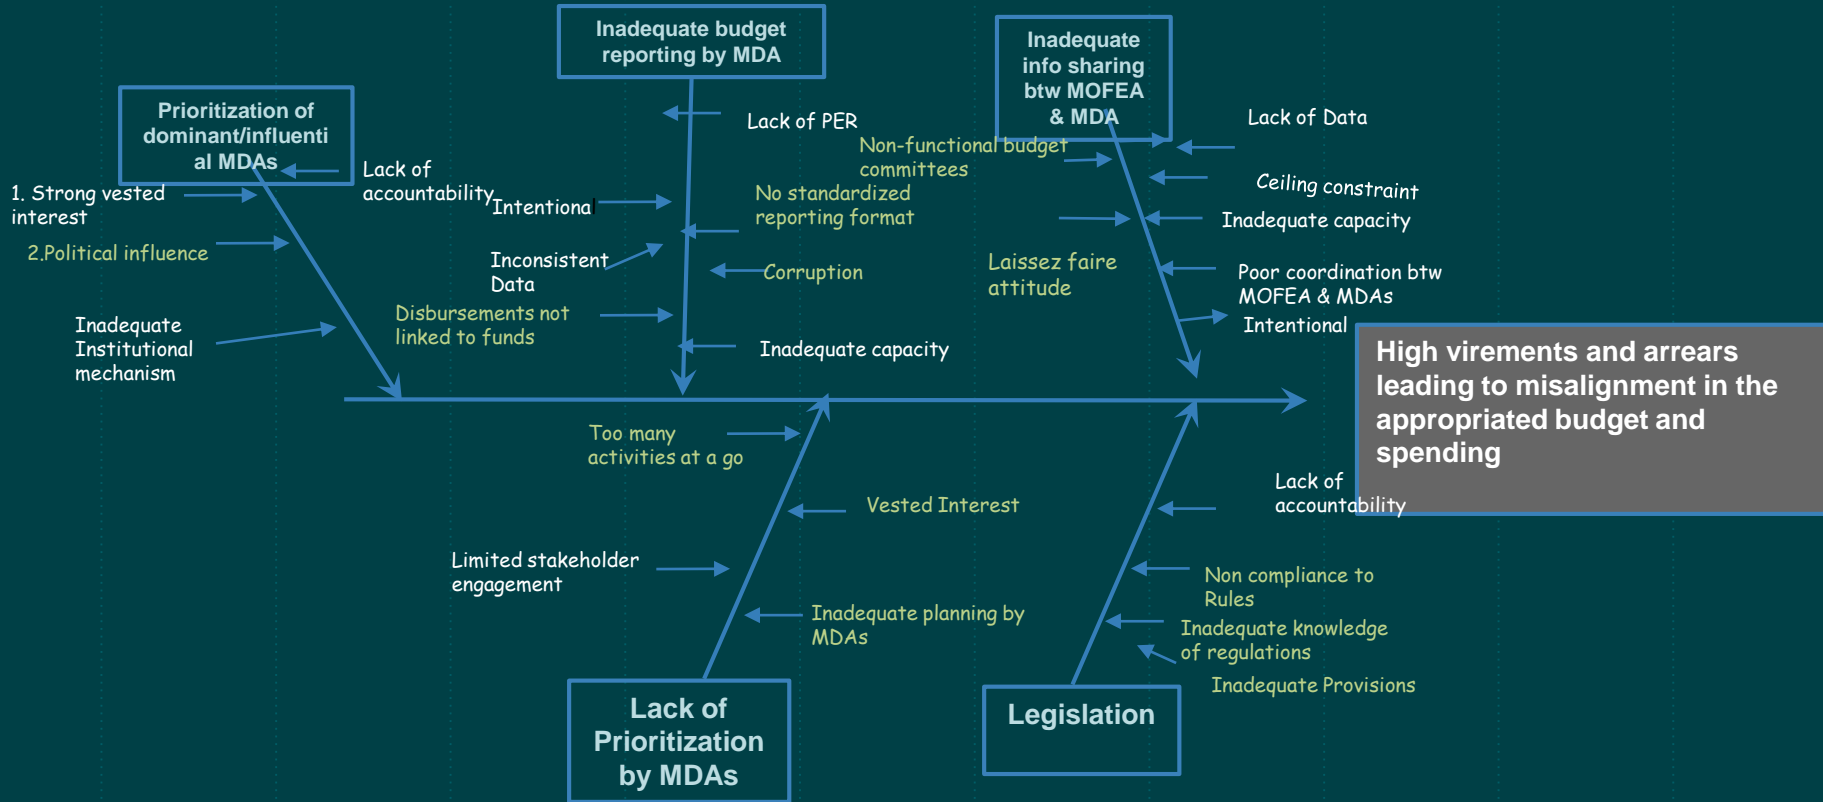 Inadequate budget
reporting by MDA
Inadequate
info sharing
btw MOFEA
& MDA
Prioritization of
dominant/influenti
al MDAs
Lack of
accountability
1. Strong vested
interest
2.Political influence
Inadequate
Institutional
mechanism
Lack of PER
Intentional
No standardized
reporting format
Inconsistent
Data
Corruption
Disbursements not
linked to funds
Inadequate capacity
Non-functional budget
committees
Lack of Data
Ceiling constraint
Inadequate capacity
Laissez faire
attitude
Poor coordination btw
MOFEA & MDAs
Intentional
High virements and arrears
leading to misalignment in the
appropriated budget and
spending
Too many
activities at a go
Vested Interest
Limited stakeholder
engagement
Inadequate planning by
MDAs
Lack of
Prioritization
by MDAs
Lack of
accountability
Non compliance to
Rules
Inadequate knowledge
of regulations
Inadequate Provisions
Legislation